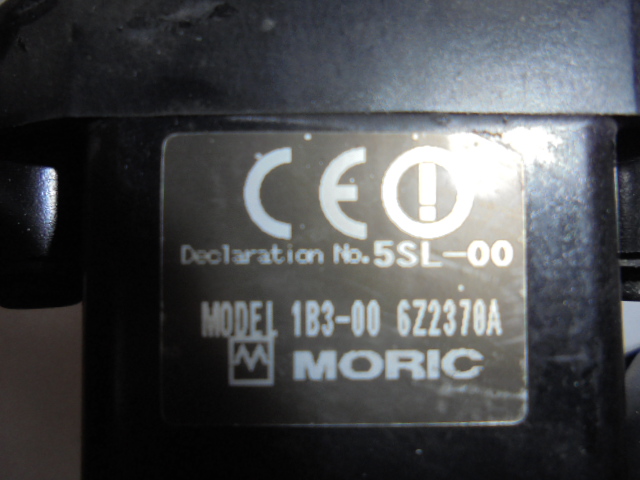 CE
Declaration No.5SL-00
MODEL 1B3-00 6Z2370A
M MORIC